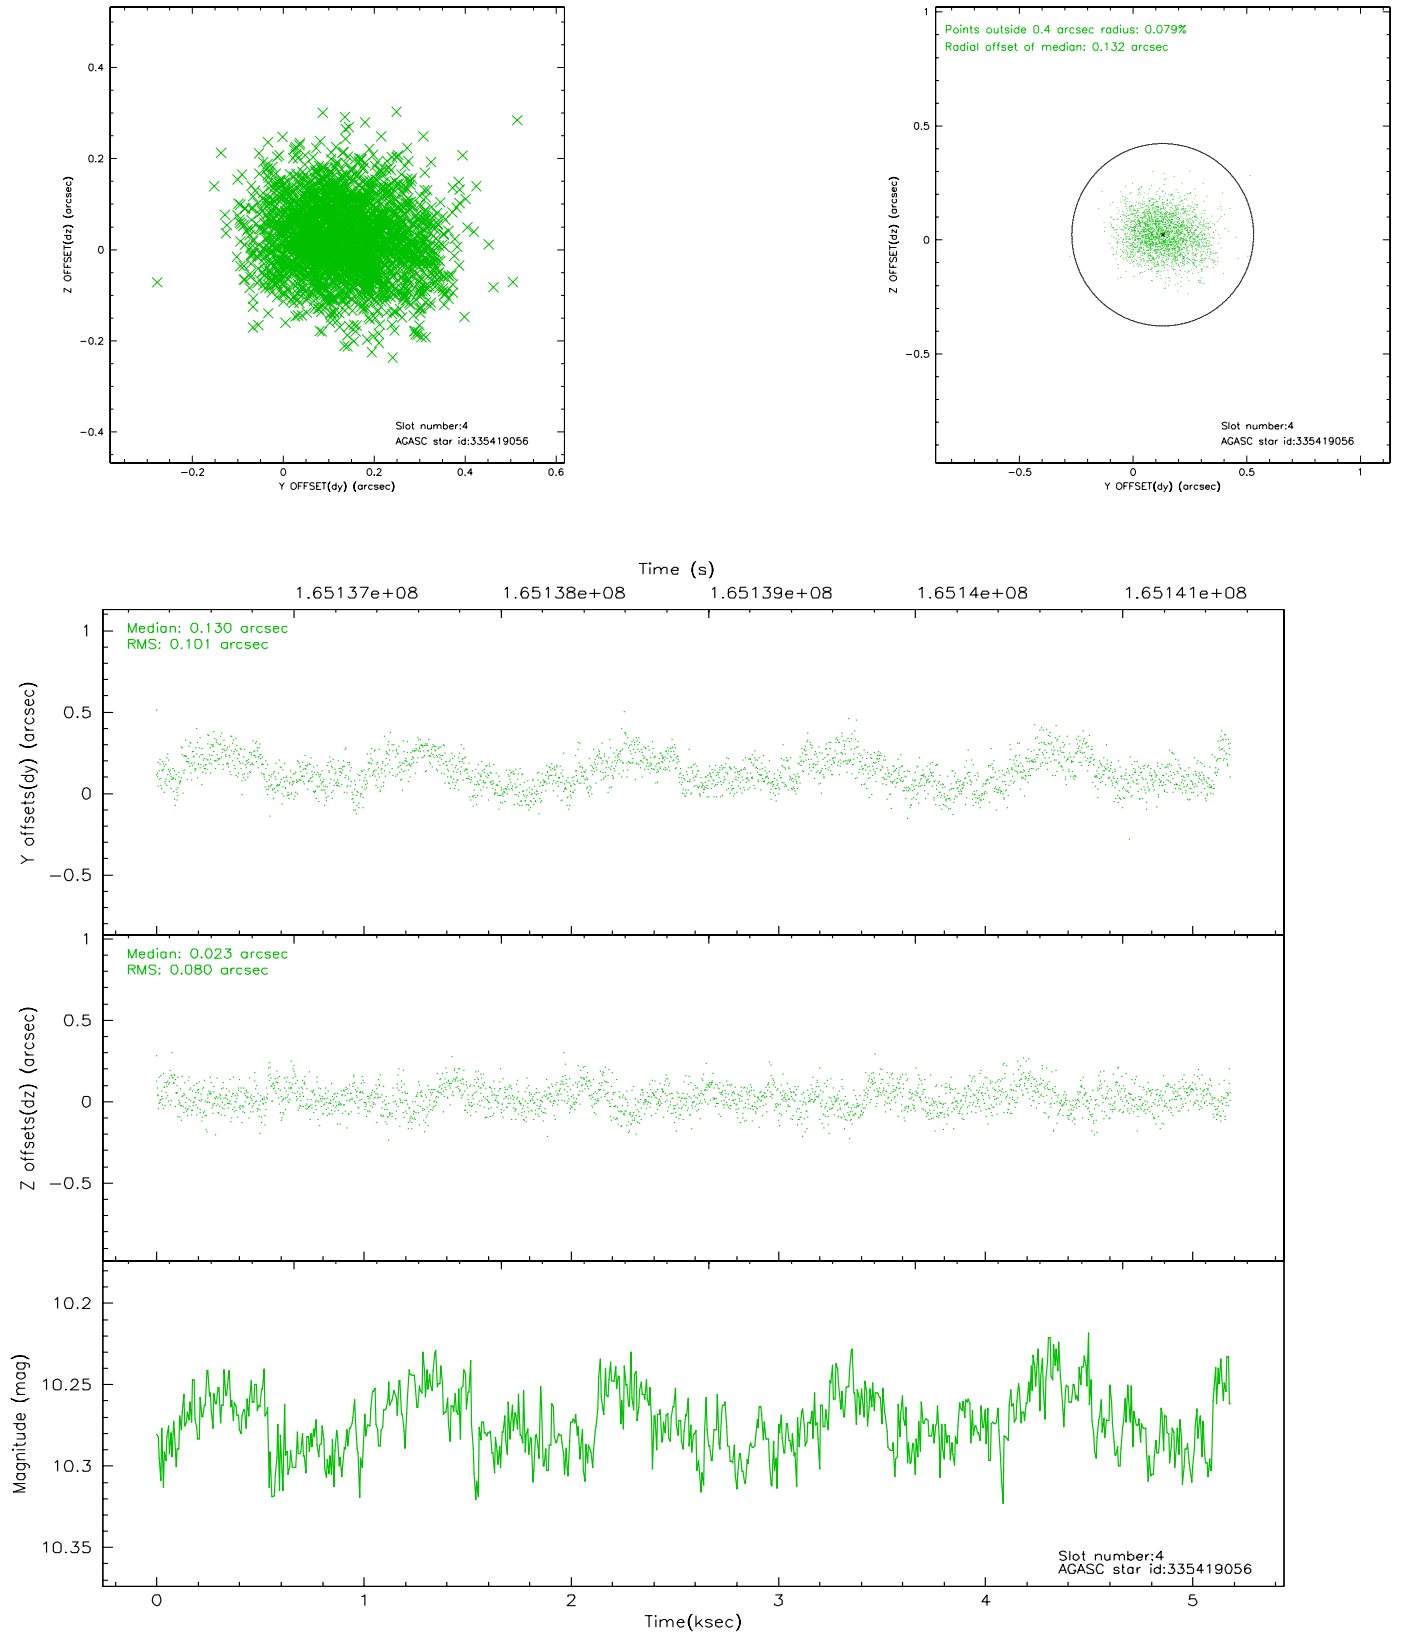 0.4
0.2
0
−0.2
−0.4
Z OFFSET(dz) (arcsec)
−0.2 0 0.2 0.4 0.6
Y OFFSET(dy) (arcsec)
Slot number:4
AGASC star id:335419056
Points outside 0.4 arcsec radius: 0.079%
Radial offset of median: 0.132 arcsec
1
0.5
0
−0.5
Z OFFSET(dz) (arcsec)
−0.5 0 0.5 1
Y OFFSET(dy) (arcsec)
Slot number:4
AGASC star id:335419056
Time (s)
1.65137e+08 1.65138e+08 1.65139e+08 1.6514e+08 1.65141e+08
Median: 0.130 arcsec
RMS: 0.101 arcsec
1
0.5
0
−0.5
Y offsets(dy) (arcsec)
Median: 0.023 arcsec
RMS: 0.080 arcsec
1
0.5
0
−0.5
Z offsets(dz) (arcsec)
10.2
10.25
10.3
10.35
Magnitude (mag)
Slot number:4
AGASC star id:335419056
0 1 2 3 4 5
Time(ksec)